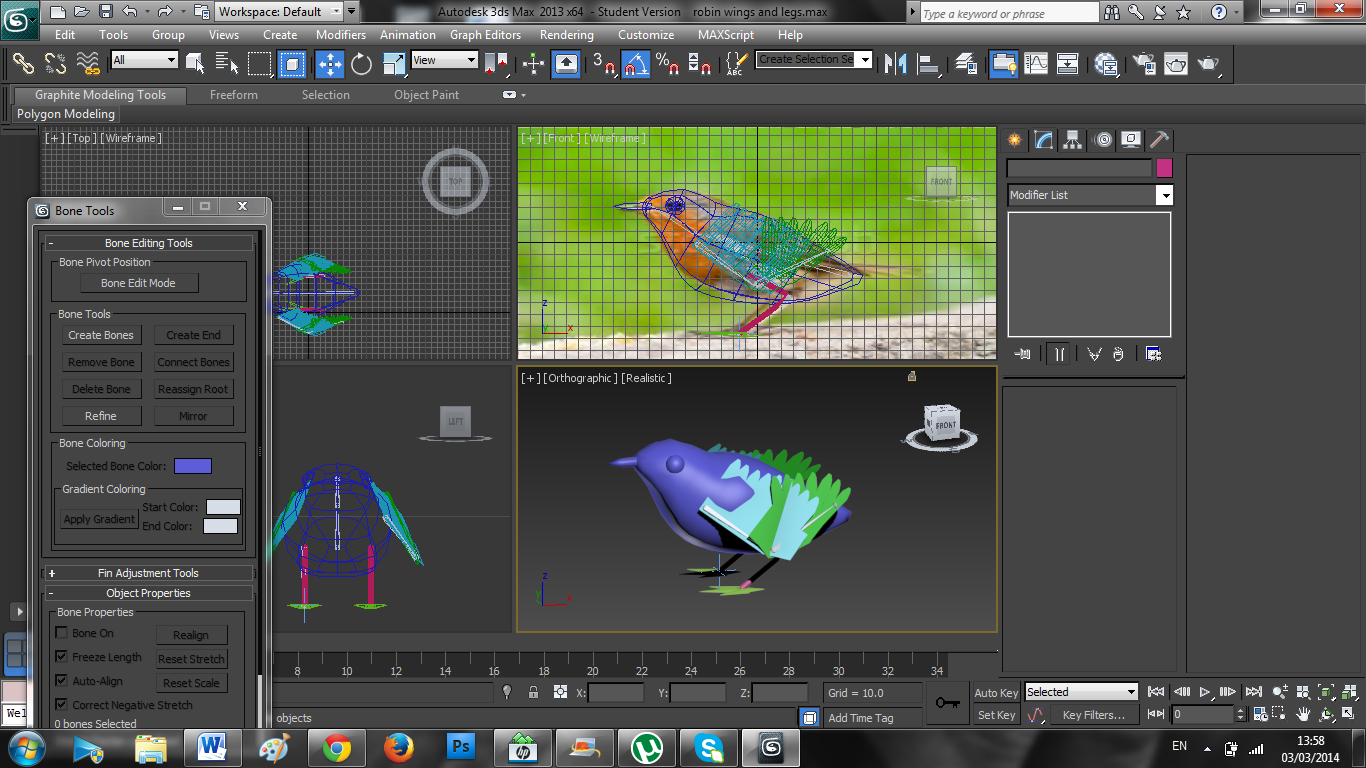 Workspace: Default
Autodesk 3ds Max 2013 x64 - Student Version robin wings and legs.max
Type a keyword or phrase
Edit Tools Group Views Create Modifiers Animation Graph Editors Rendering Customize MAXScript Help
All
View
3
Create Selection Se
ABC
Graphite Modeling Tools Freeform Selection Object Paint
Polygon Modeling
[+] [Top] [Wireframe]
TOP
[+] [Front] [Wireframe]
FRONT
z
y
x
Modifier List
Bone Tools
- Bone Editing Tools
Bone Pivot Position
Bone Edit Mode
Bone Tools
Create Bones Create End
Remove Bone Connect Bones
Delete Bone Reassign Root
Refine Mirror
Bone Coloring
Selected Bone Color:
Gradient Coloring
Apply Gradient
Start Color:
End Color:
+ Fin Adjustment Tools
- Object Properties
Bone Properties
Bone On Realign
Freeze Length Reset Stretch
Auto-Align Reset Scale
Correct Negative Stretch
0 bones Selected
LEFT
[+] [Orthographic] [Realistic]
FRONT
z
x
8 10 12 14 16 18 20 22 24 26 28 30 32 34
X: Y: Z: Grid = 10.0
Auto Key Selected
Wel
objects
Add Time Tag
Set Key Key Filters... 0
W
Ps
hp
µ
S
EN
13:58
03/03/2014